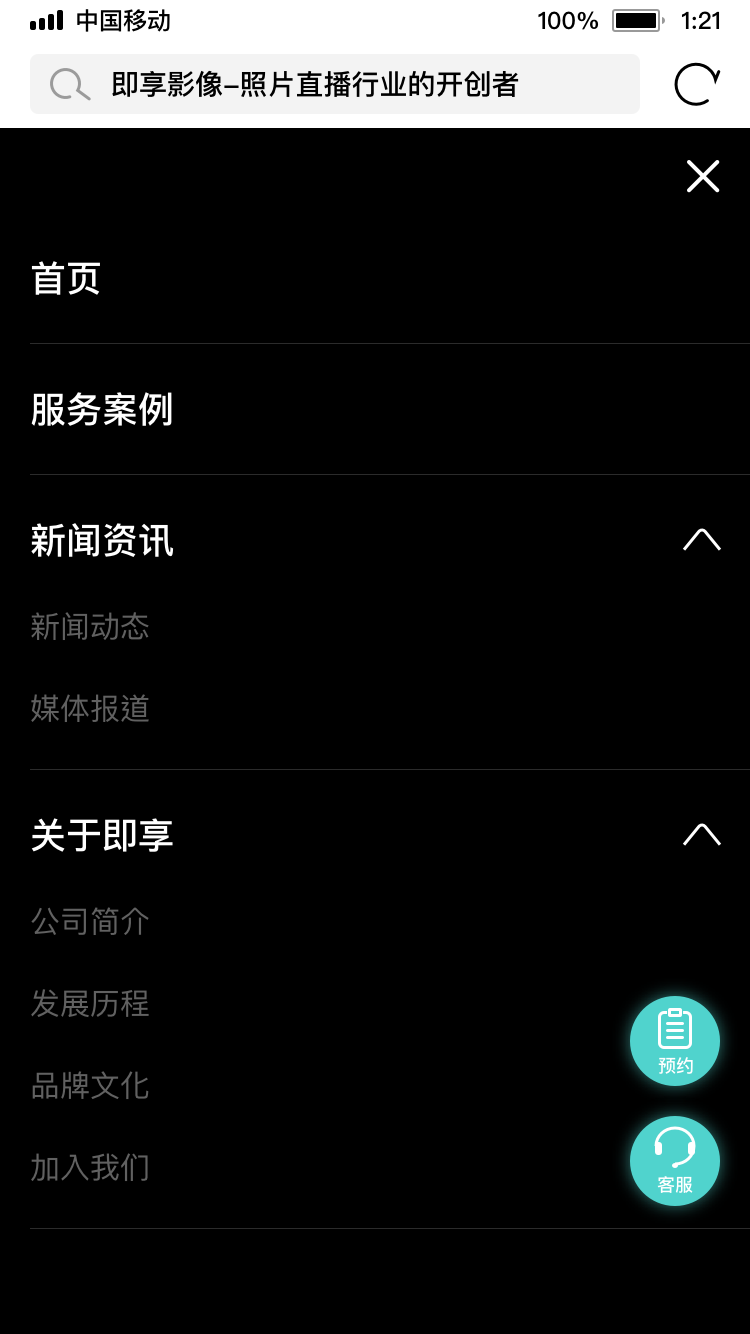 中国移动 100% 1:21
即享影像–照片直播行业的开创者
首页
服务案例
新闻资讯
新闻动态
媒体报道
关于即享
公司简介
发展历程
品牌文化
加入我们
预约
客服